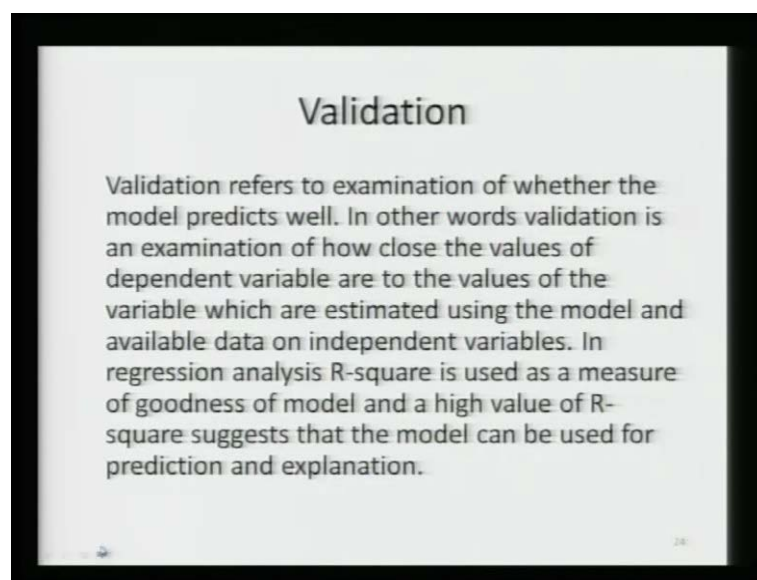 Validation
Validation refers to examination of whether the
model predicts well. In other words validation is
an examination of how close the values of
dependent variable are to the values of the
variable which are estimated using the model and
available data on independent variables. In
regression analysis R-square is used as a measure
of goodness of model and a high value of R-
square suggests that the model can be used for
prediction and explanation.